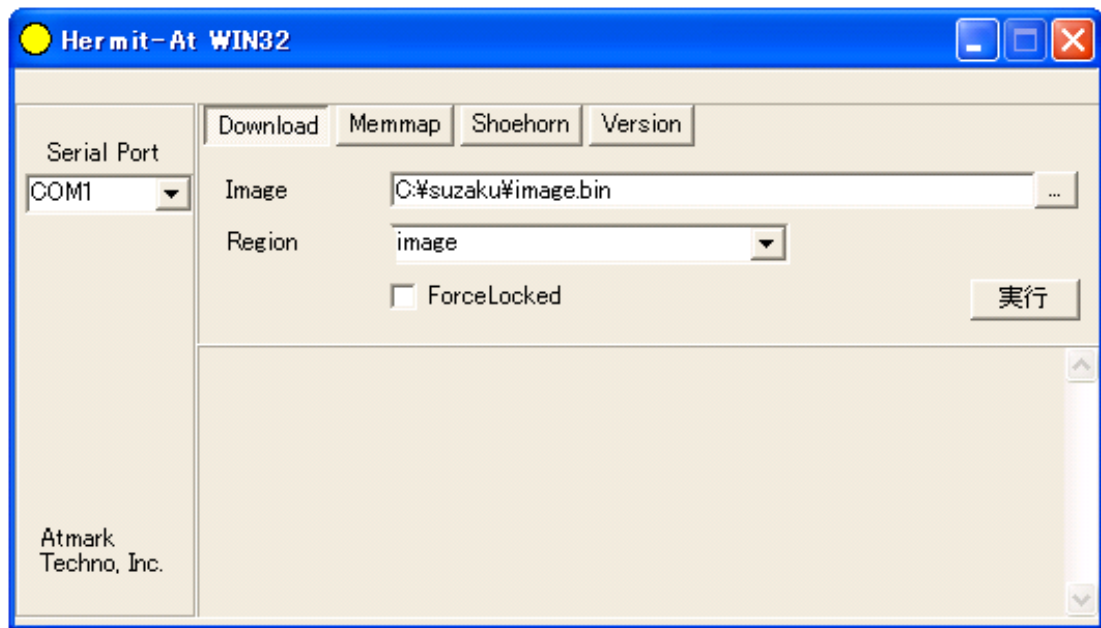 Hermit-At WIN32
Serial Port
COM1
Download Memmap Shoehorn Version
Image C:¥suzaku¥image.bin ...
Region image
ForceLocked
実行
Atmark
Techno, Inc.